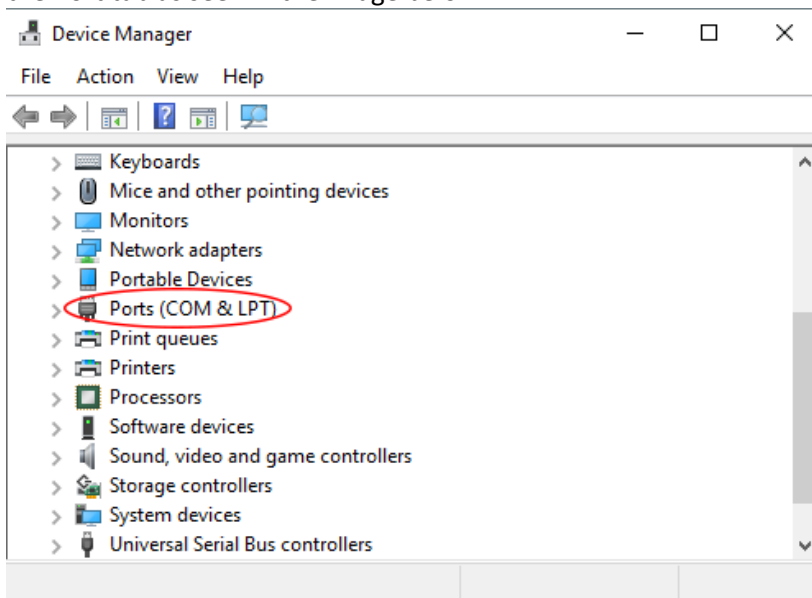 Device Manager
File Action View Help
Keyboards
Mice and other pointing devices
Monitors
Network adapters
Portable Devices
Ports (COM & LPT)
Print queues
Printers
Processors
Software devices
Sound, video and game controllers
Storage controllers
System devices
Universal Serial Bus controllers